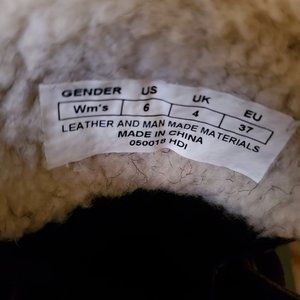 GENDER US UK EU
Wm's 6 4 37
LEATHER AND MAN MADE MATERIALS
MADE IN CHINA
050018 HDI